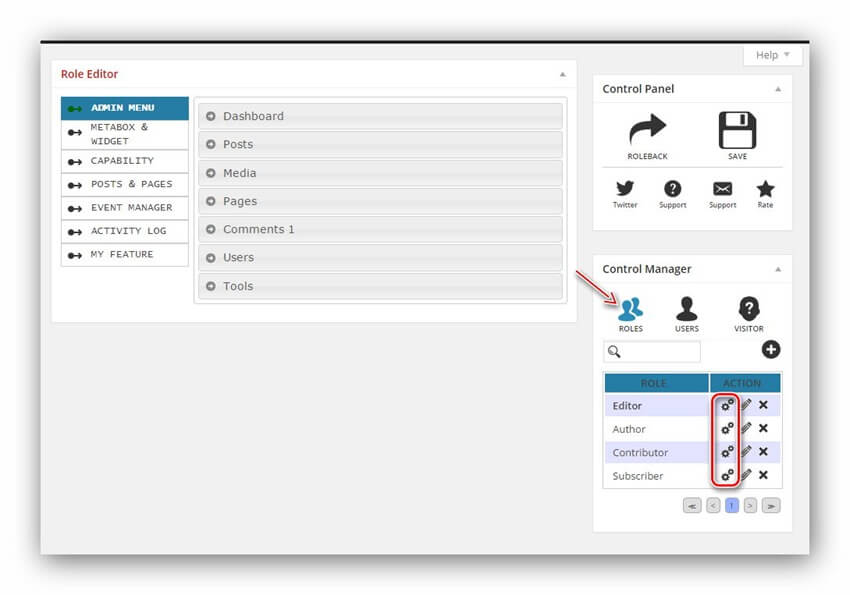 Help
Role Editor
ADMIN MENU
METABOX &
WIDGET
CAPABILITY
POSTS & PAGES
EVENT MANAGER
ACTIVITY LOG
MY FEATURE
Dashboard
Posts
Media
Pages
Comments 1
Users
Tools
Control Panel
ROLEBACK SAVE
Twitter Support Support Rate
Control Manager
ROLES USERS VISITOR
ROLE ACTION
Editor
Author
Contributor
Subscriber
≪ < 1 > ≫